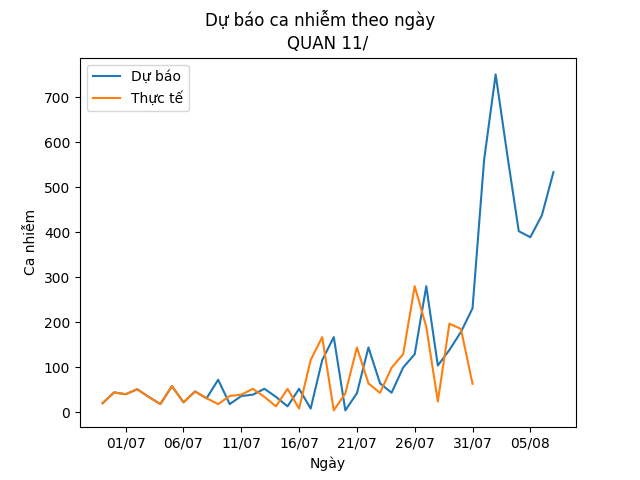 Dự báo ca nhiễm theo ngày
QUAN 11/
Dự báo
Thực tế
Ca nhiễm
700
600
500
400
300
200
100
0
01/07 06/07 11/07 16/07 21/07 26/07 31/07 05/08
Ngày